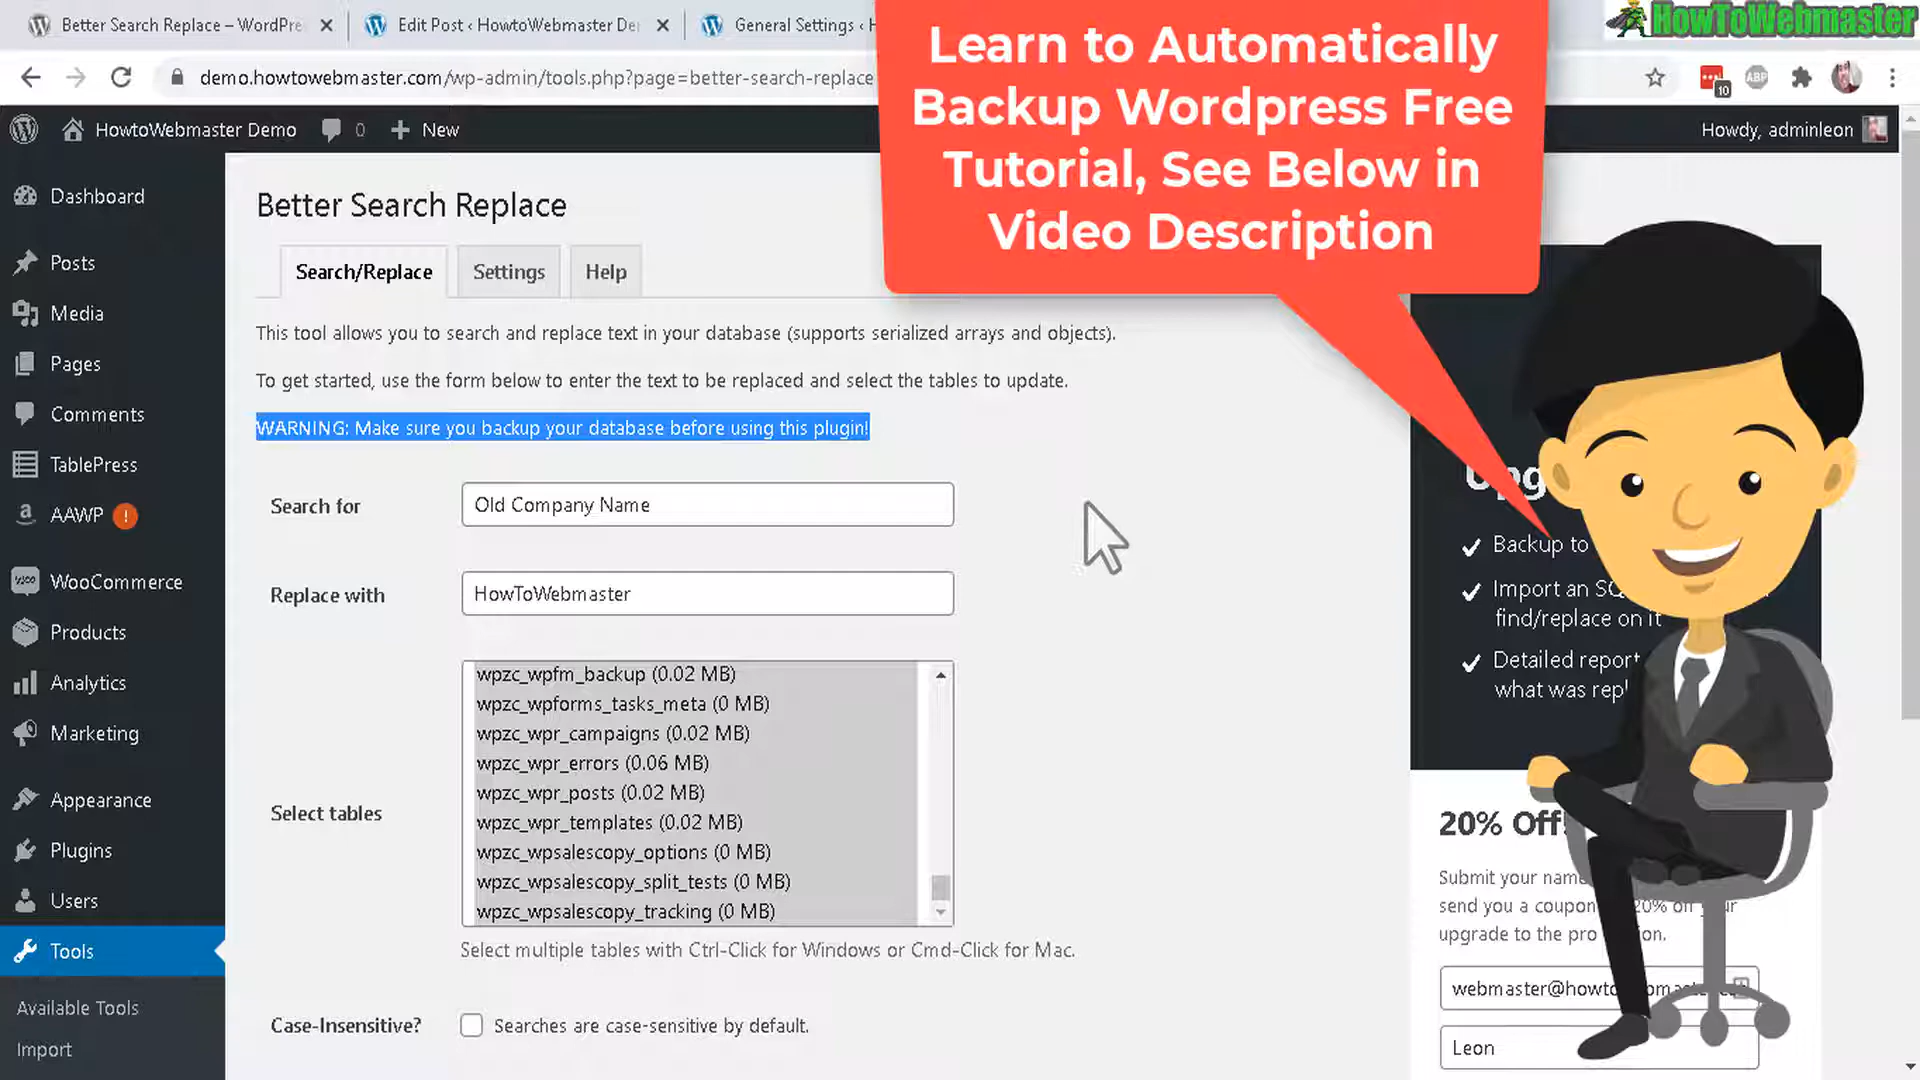 Better Search Replace – WordPre
Edit Post ‹ HowtoWebmaster De
General Settings ‹ H
HowToWebmaster
demo.howtowebmaster.com/wp-admin/tools.php?page=better-search-replace
10
ABP
Learn to Automatically
Backup Wordpress Free
Tutorial, See Below in
Video Description
HowtoWebmaster Demo
0
New
Howdy, adminleon
Dashboard
Posts
Media
Pages
Comments
TablePress
AAWP
WooCommerce
Products
Analytics
Marketing
Appearance
Plugins
Users
Tools
Available Tools
Import
Better Search Replace
Search/Replace
Settings
Help
This tool allows you to search and replace text in your database (supports serialized arrays and objects).
To get started, use the form below to enter the text to be replaced and select the tables to update.
WARNING: Make sure you backup your database before using this plugin!
Search for
Old Company Name
Replace with
HowToWebmaster
Select tables
wpzc_wpfm_backup (0.02 MB)
wpzc_wpforms_tasks_meta (0 MB)
wpzc_wpr_campaigns (0.02 MB)
wpzc_wpr_errors (0.06 MB)
wpzc_wpr_posts (0.02 MB)
wpzc_wpr_templates (0.02 MB)
wpzc_wpsalescopy_options (0 MB)
wpzc_wpsalescopy_split_tests (0 MB)
wpzc_wpsalescopy_tracking (0 MB)
Select multiple tables with Ctrl-Click for Windows or Cmd-Click for Mac.
Case-Insensitive?
Searches are case-sensitive by default.
Upg
Backup to
Import an SQ
find/replace on it
Detailed report
what was repl
20% Off!
Submit your name
send you a coupon 20% off your
upgrade to the pro
webmaster@howto
Leon